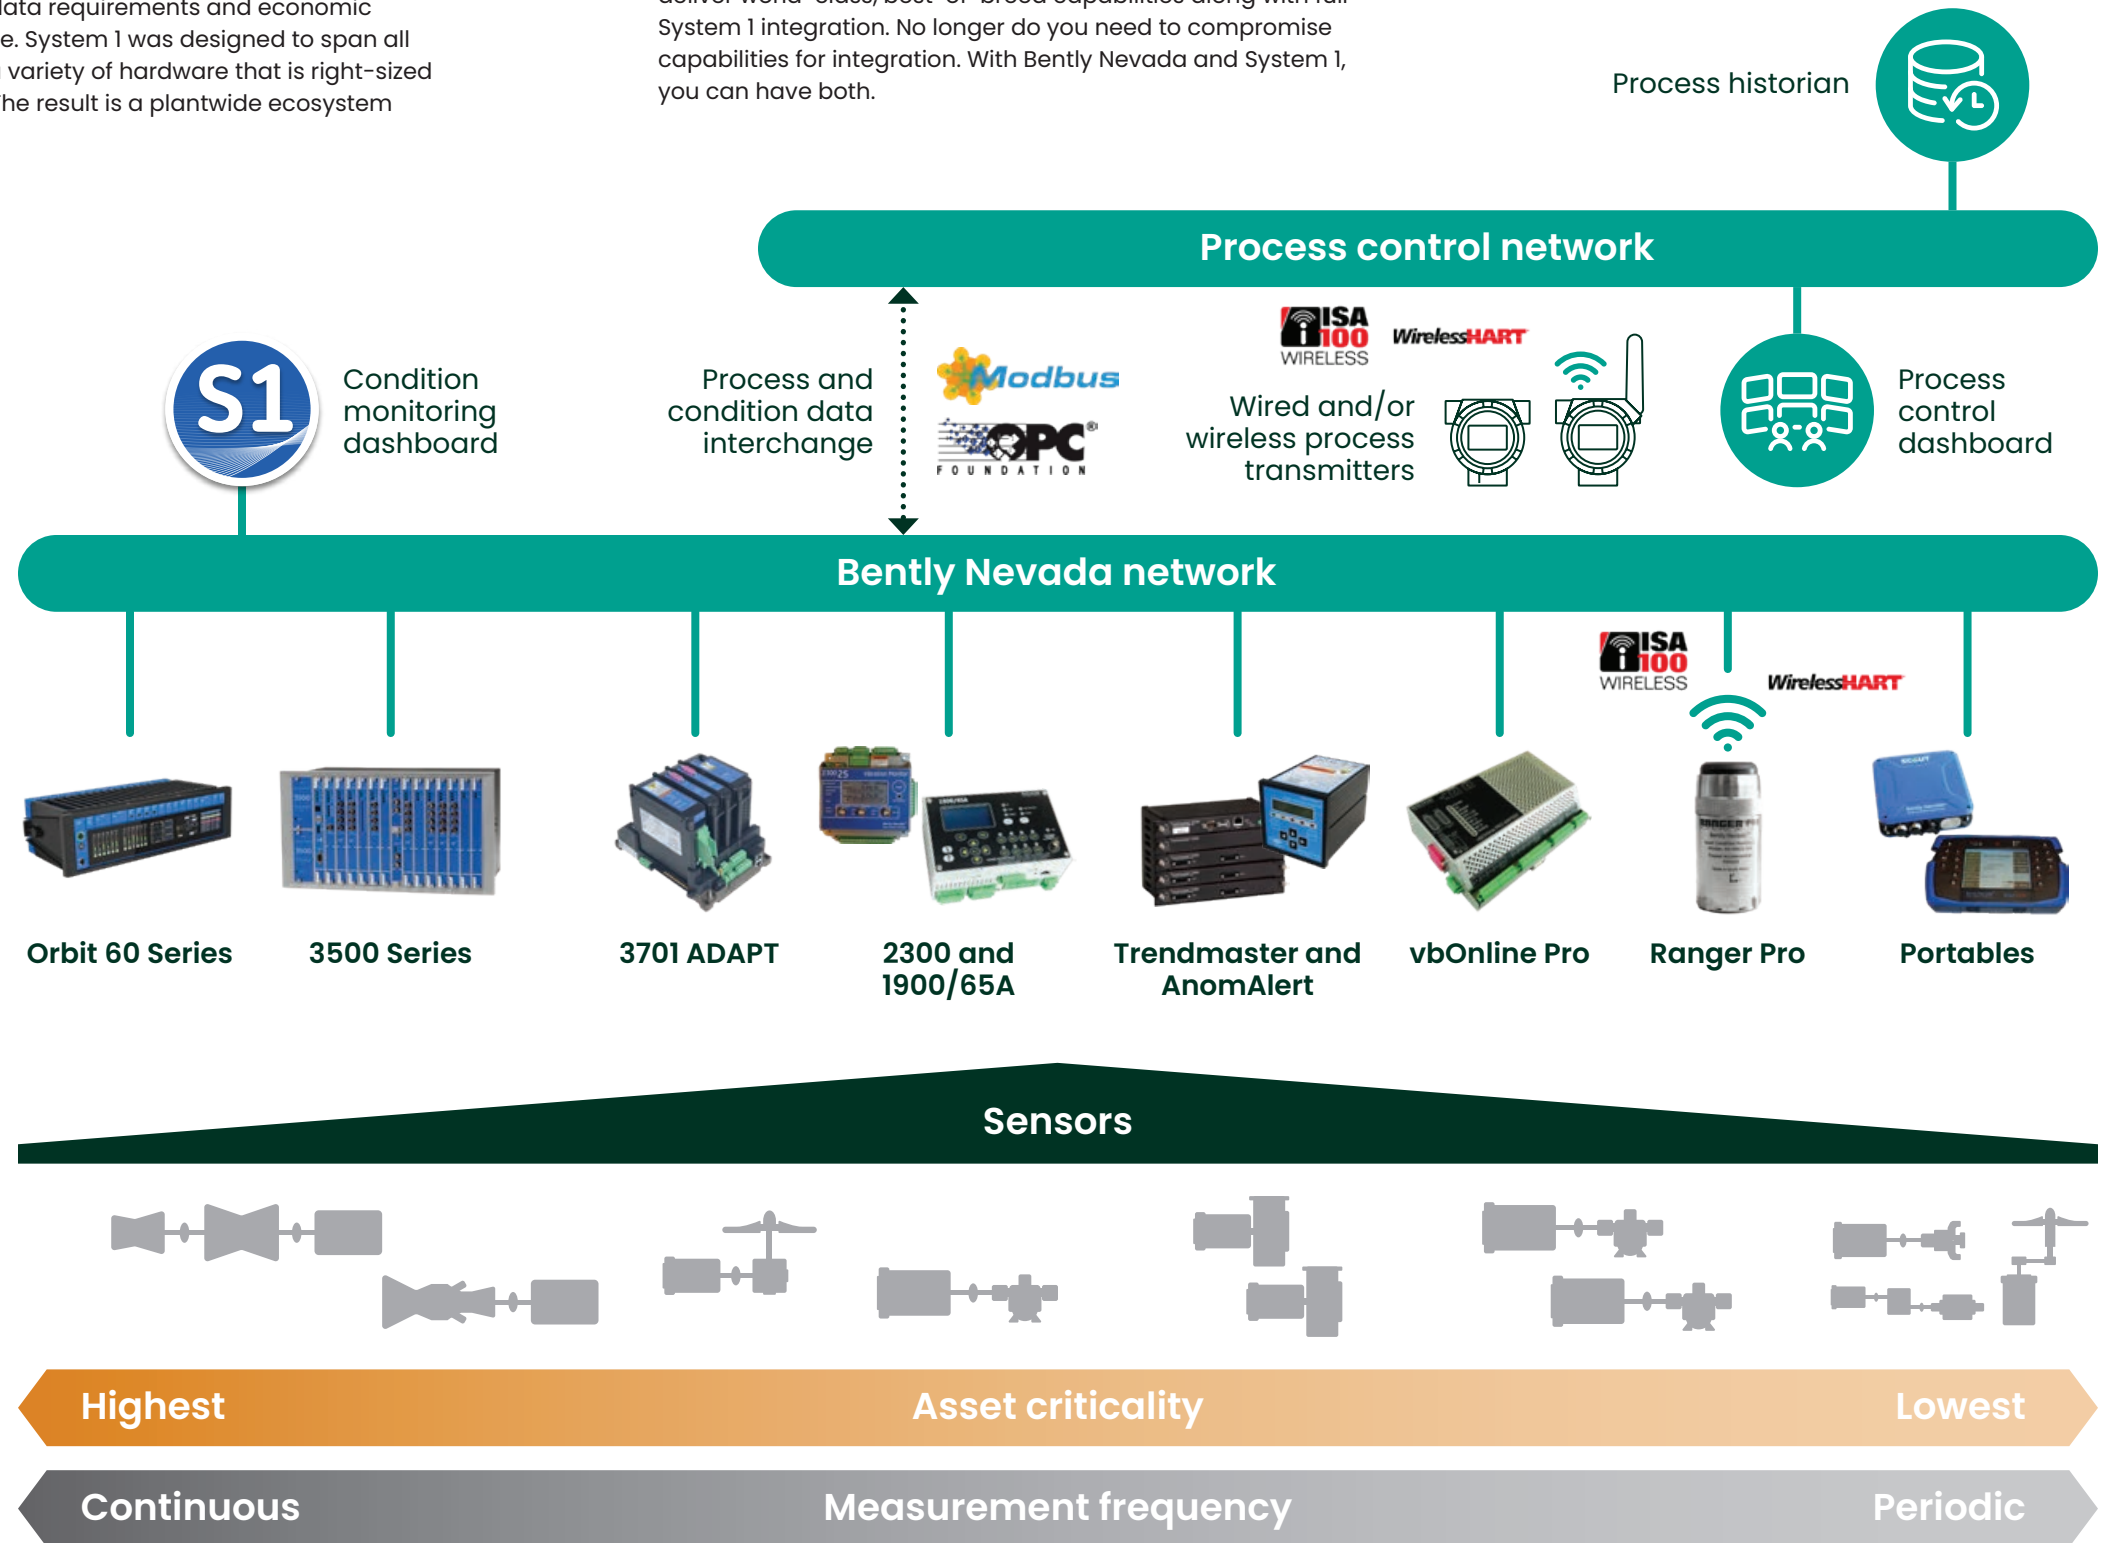 data requirements and economic
e. System 1 was designed to span all
variety of hardware that is right-sized
he result is a plantwide ecosystem
System 1 integration. No longer do you need to compromise
capabilities for integration. With Bently Nevada and System 1,
you can have both.
Process historian
Process control network
S1
Condition
monitoring
dashboard
Process and
condition data
interchange
Modbus
OPC
FOUNDATION
ISA
100
WIRELESS
WirelessHART
Wired and/or
wireless process
transmitters
Process
control
dashboard
Bently Nevada network
ISA
100
WIRELESS
WirelessHART
Orbit 60 Series
3500 Series
3701 ADAPT
2300 and
1900/65A
Trendmaster and
AnomAlert
vbOnline Pro
Ranger Pro
Portables
Sensors
Highest
Asset criticality
Lowest
Continuous
Measurement frequency
Periodic